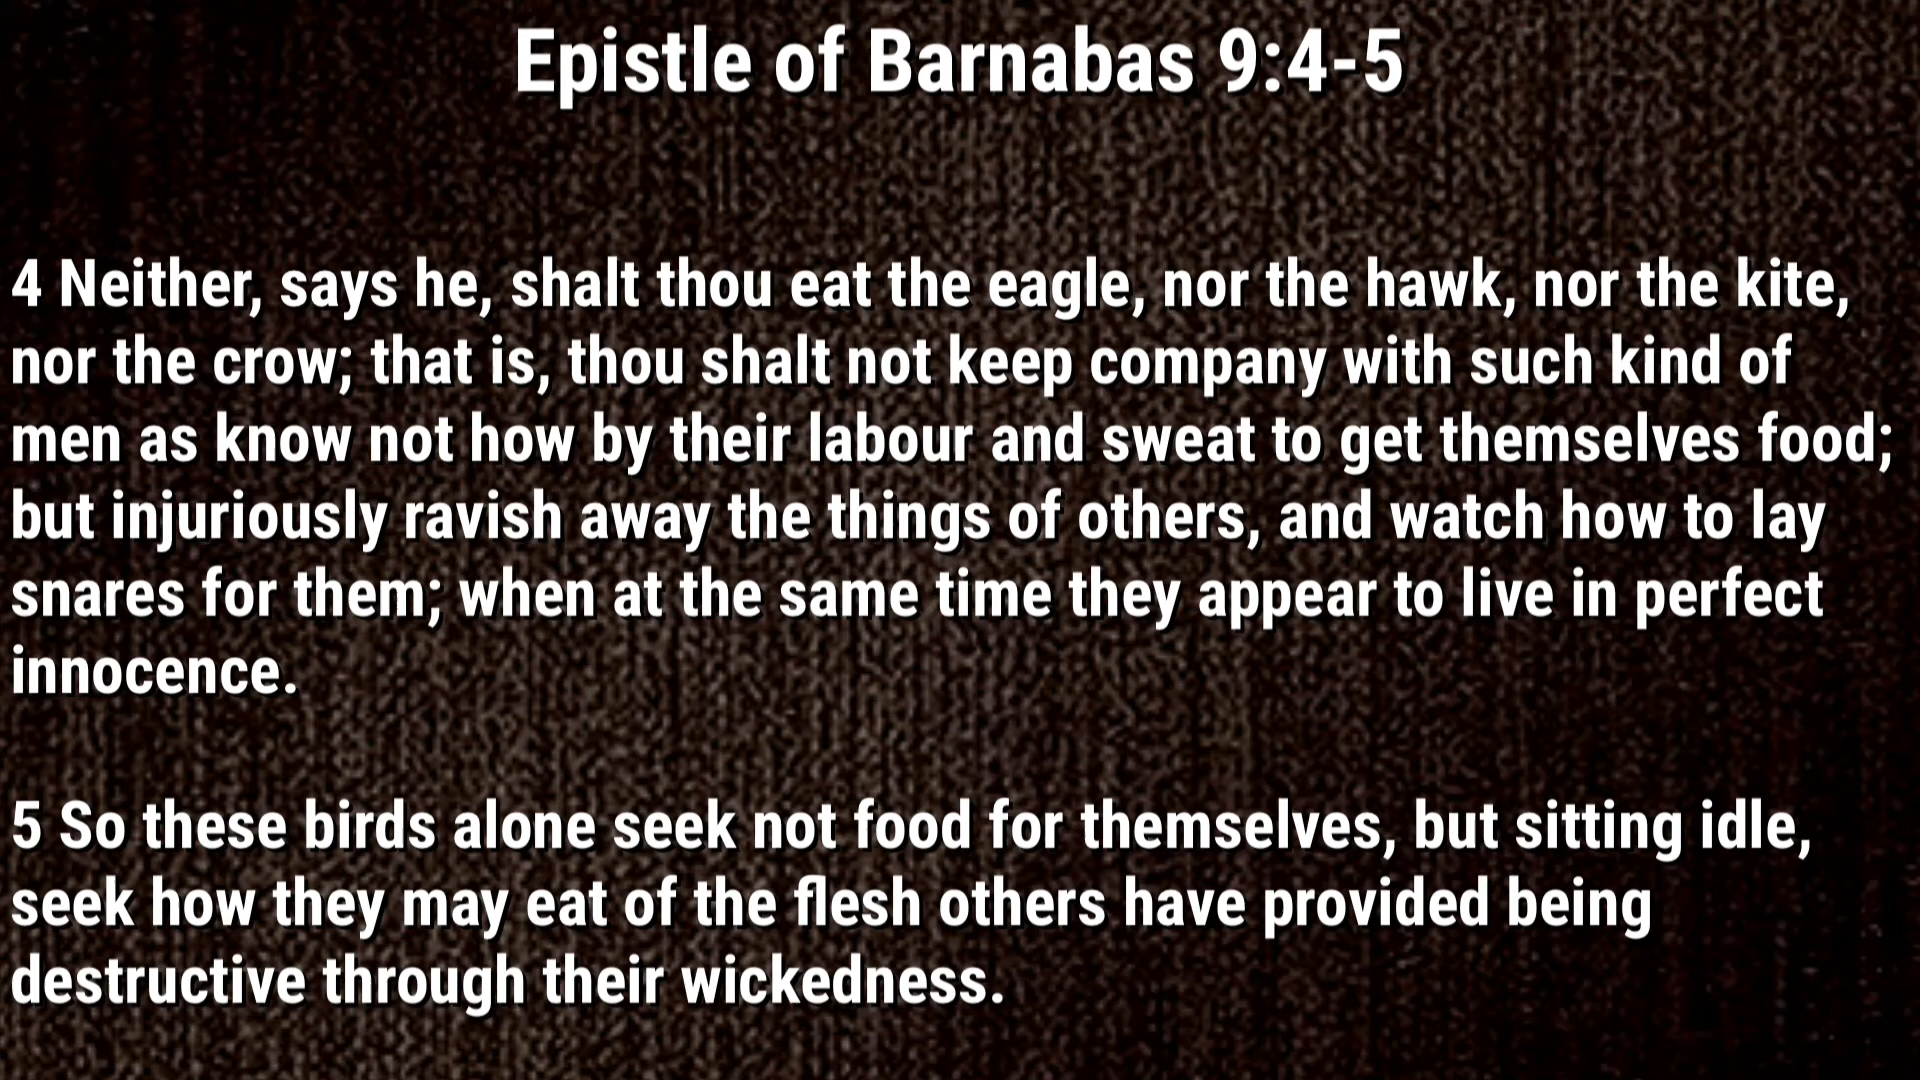 Epistle of Barnabas 9:4-5
4 Neither, says he, shalt thou eat the eagle, nor the hawk, nor the kite,
nor the crow; that is, thou shalt not keep company with such kind of
men as know not how by their labour and sweat to get themselves food;
but injuriously ravish away the things of others, and watch how to lay
snares for them; when at the same time they appear to live in perfect
innocence.
5 So these birds alone seek not food for themselves, but sitting idle,
seek how they may eat of the flesh others have provided being
destructive through their wickedness.